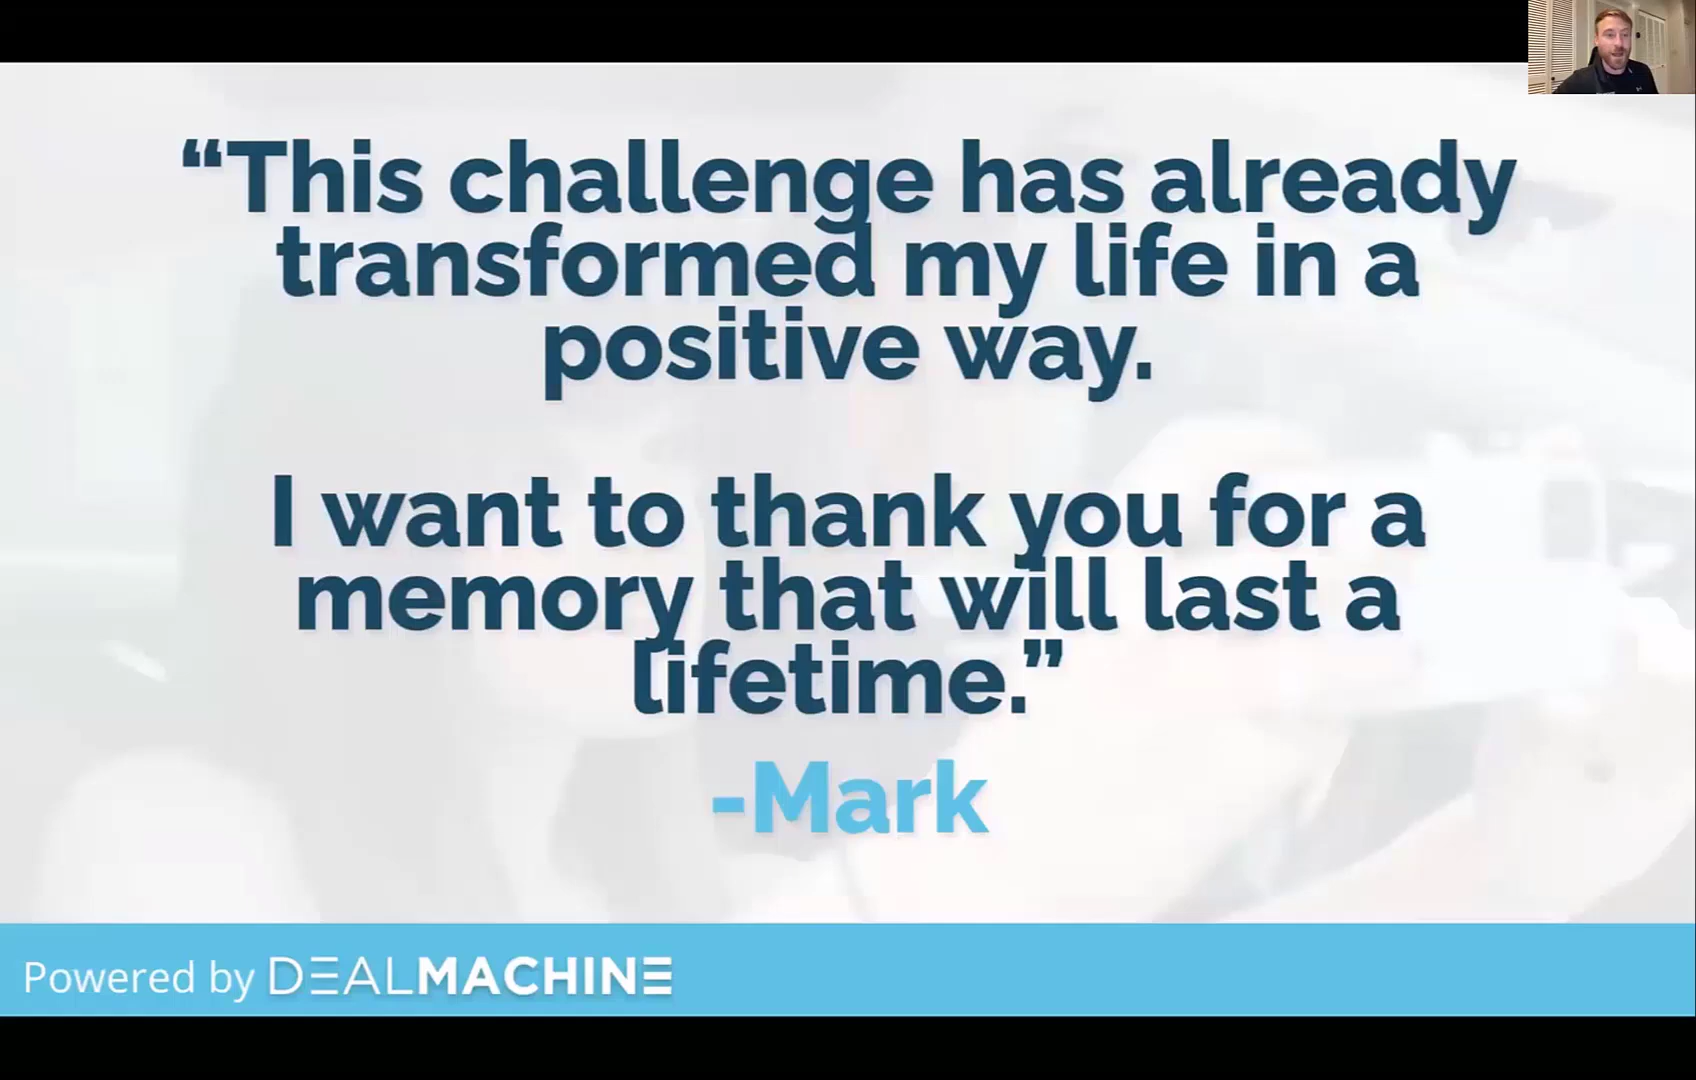 “This challenge has already
transformed my life in a
positive way.
I want to thank you for a
memory that will last a
lifetime.”
-Mark
Powered by DEALMACHINE